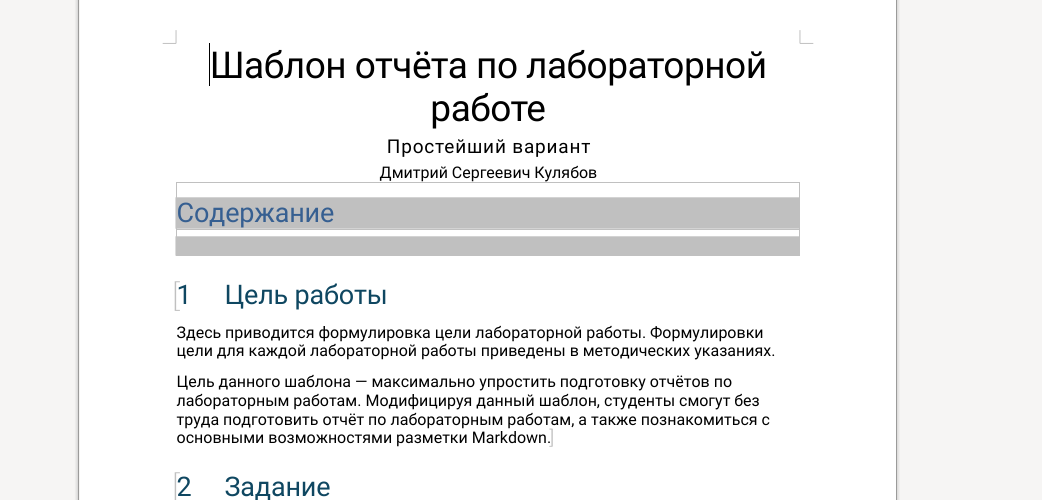 Шаблон отчёта по лабораторной
работе
Простейший вариант
Дмитрий Сергеевич Кулябов
Содержание
1 Цель работы
Здесь приводится формулировка цели лабораторной работы. Формулировки
цели для каждой лабораторной работы приведены в методических указаниях.
Цель данного шаблона — максимально упростить подготовку отчётов по
лабораторным работам. Модифицируя данный шаблон, студенты смогут без
труда подготовить отчёт по лабораторным работам, а также познакомиться с
основными возможностями разметки Markdown.
2 Задание